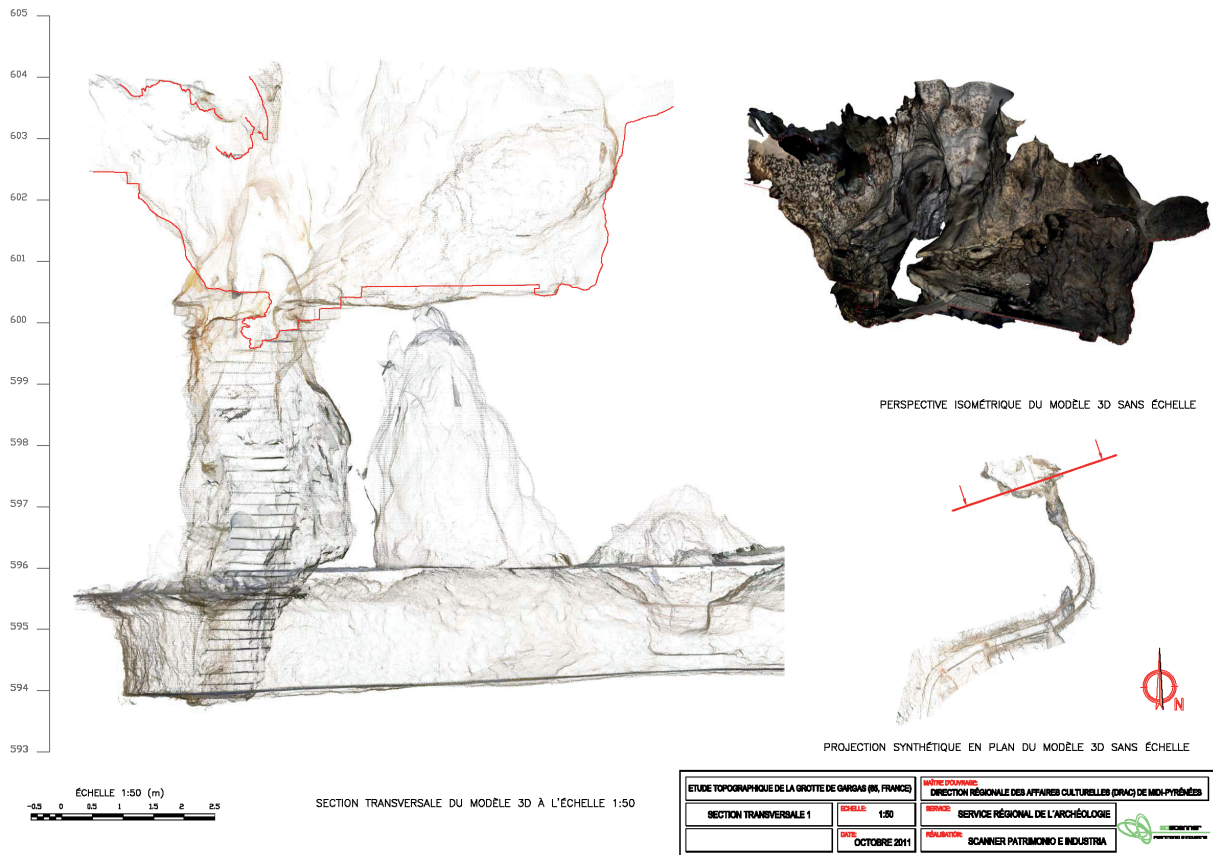 605
604
603
602
601
600
599
598
597
596
595
594
593
ÉCHELLE 1:50 (m)
-0.5 0 0.5 1 1.5 2 2.5
SECTION TRANSVERSALE DU MODÈLE 3D À L'ÉCHELLE 1:50
PERSPECTIVE ISOMÉTRIQUE DU MODÈLE 3D SANS ÉCHELLE
N
PROJECTION SYNTHÉTIQUE EN PLAN DU MODÈLE 3D SANS ÉCHELLE
ETUDE TOPOGRAPHIQUE DE LA GROTTE DE GARGAS (65, FRANCE)
MAÎTRE D'OUVRAGE:
DIRECTION RÉGIONALE DES AFFAIRES CULTURELLES (DRAC) DE MIDI-PYRÉNÉES
SECTION TRANSVERSALE 1
ECHELLE: 1:50
SERVICE: SERVICE RÉGIONAL DE L'ARCHÉOLOGIE
DATE: OCTOBRE 2011
RÉALISATION: SCANNER PATRIMONIO E INDUSTRIA
scanner